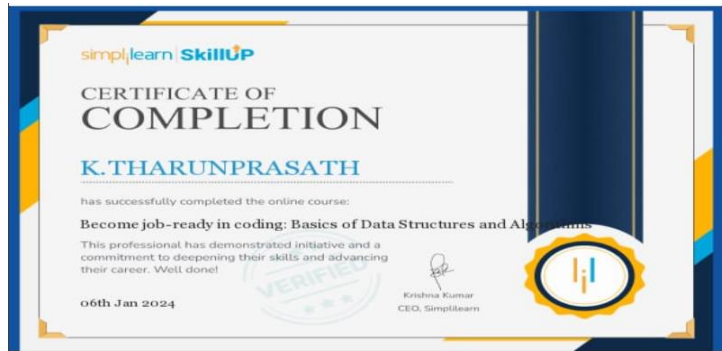 simplilearn SkillUP
CERTIFICATE OF
COMPLETION
K.THARUNPRASATH
has successfully completed the online course:
Become job-ready in coding: Basics of Data Structures and Algorithms
This professional has demonstrated initiative and a
commitment to deepening their skills and advancing
their career. Well done!
VERIFIED
06th Jan 2024
Krishna Kumar
CEO, Simplilearn